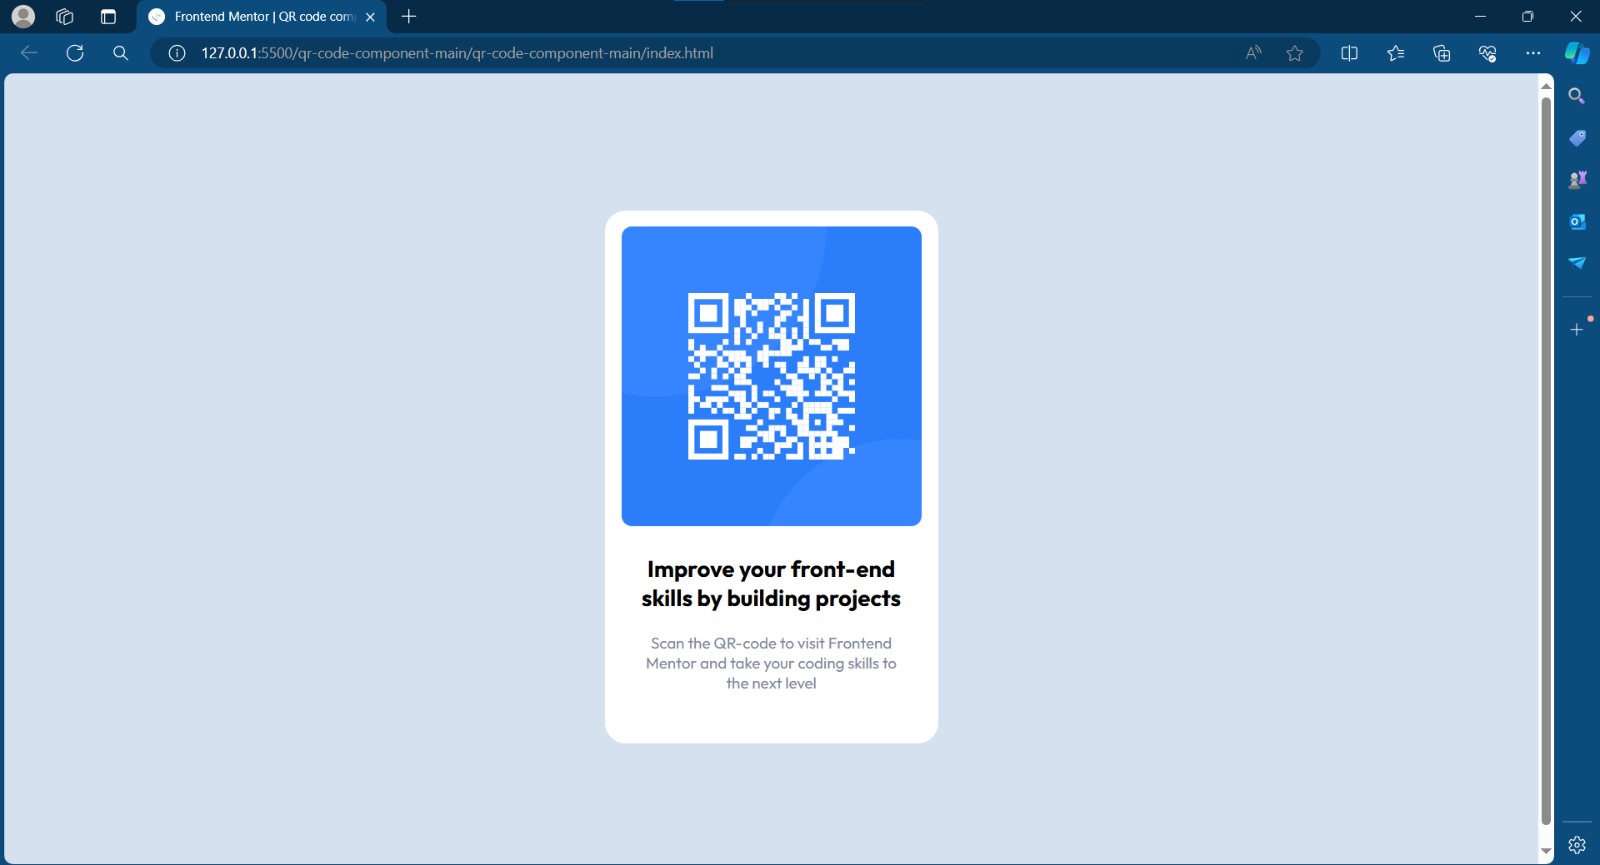 Frontend Mentor | QR code com
127.0.0.1:5500/qr-code-component-main/qr-code-component-main/index.html
Improve your front-end
skills by building projects
Scan the QR-code to visit Frontend
Mentor and take your coding skills to
the next level